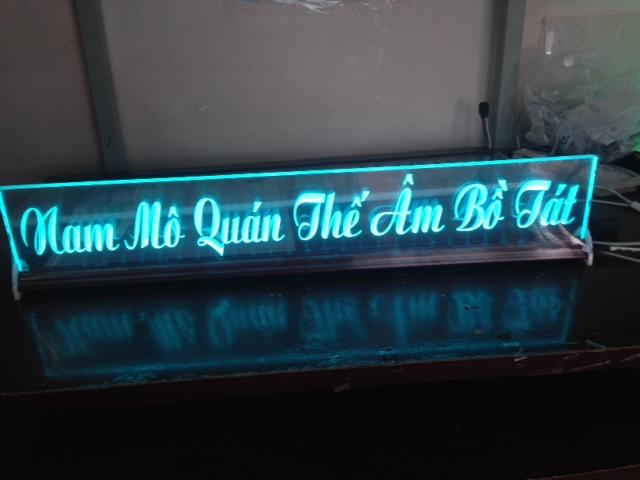 Nam Mô Quán Thế Âm Bồ Tát